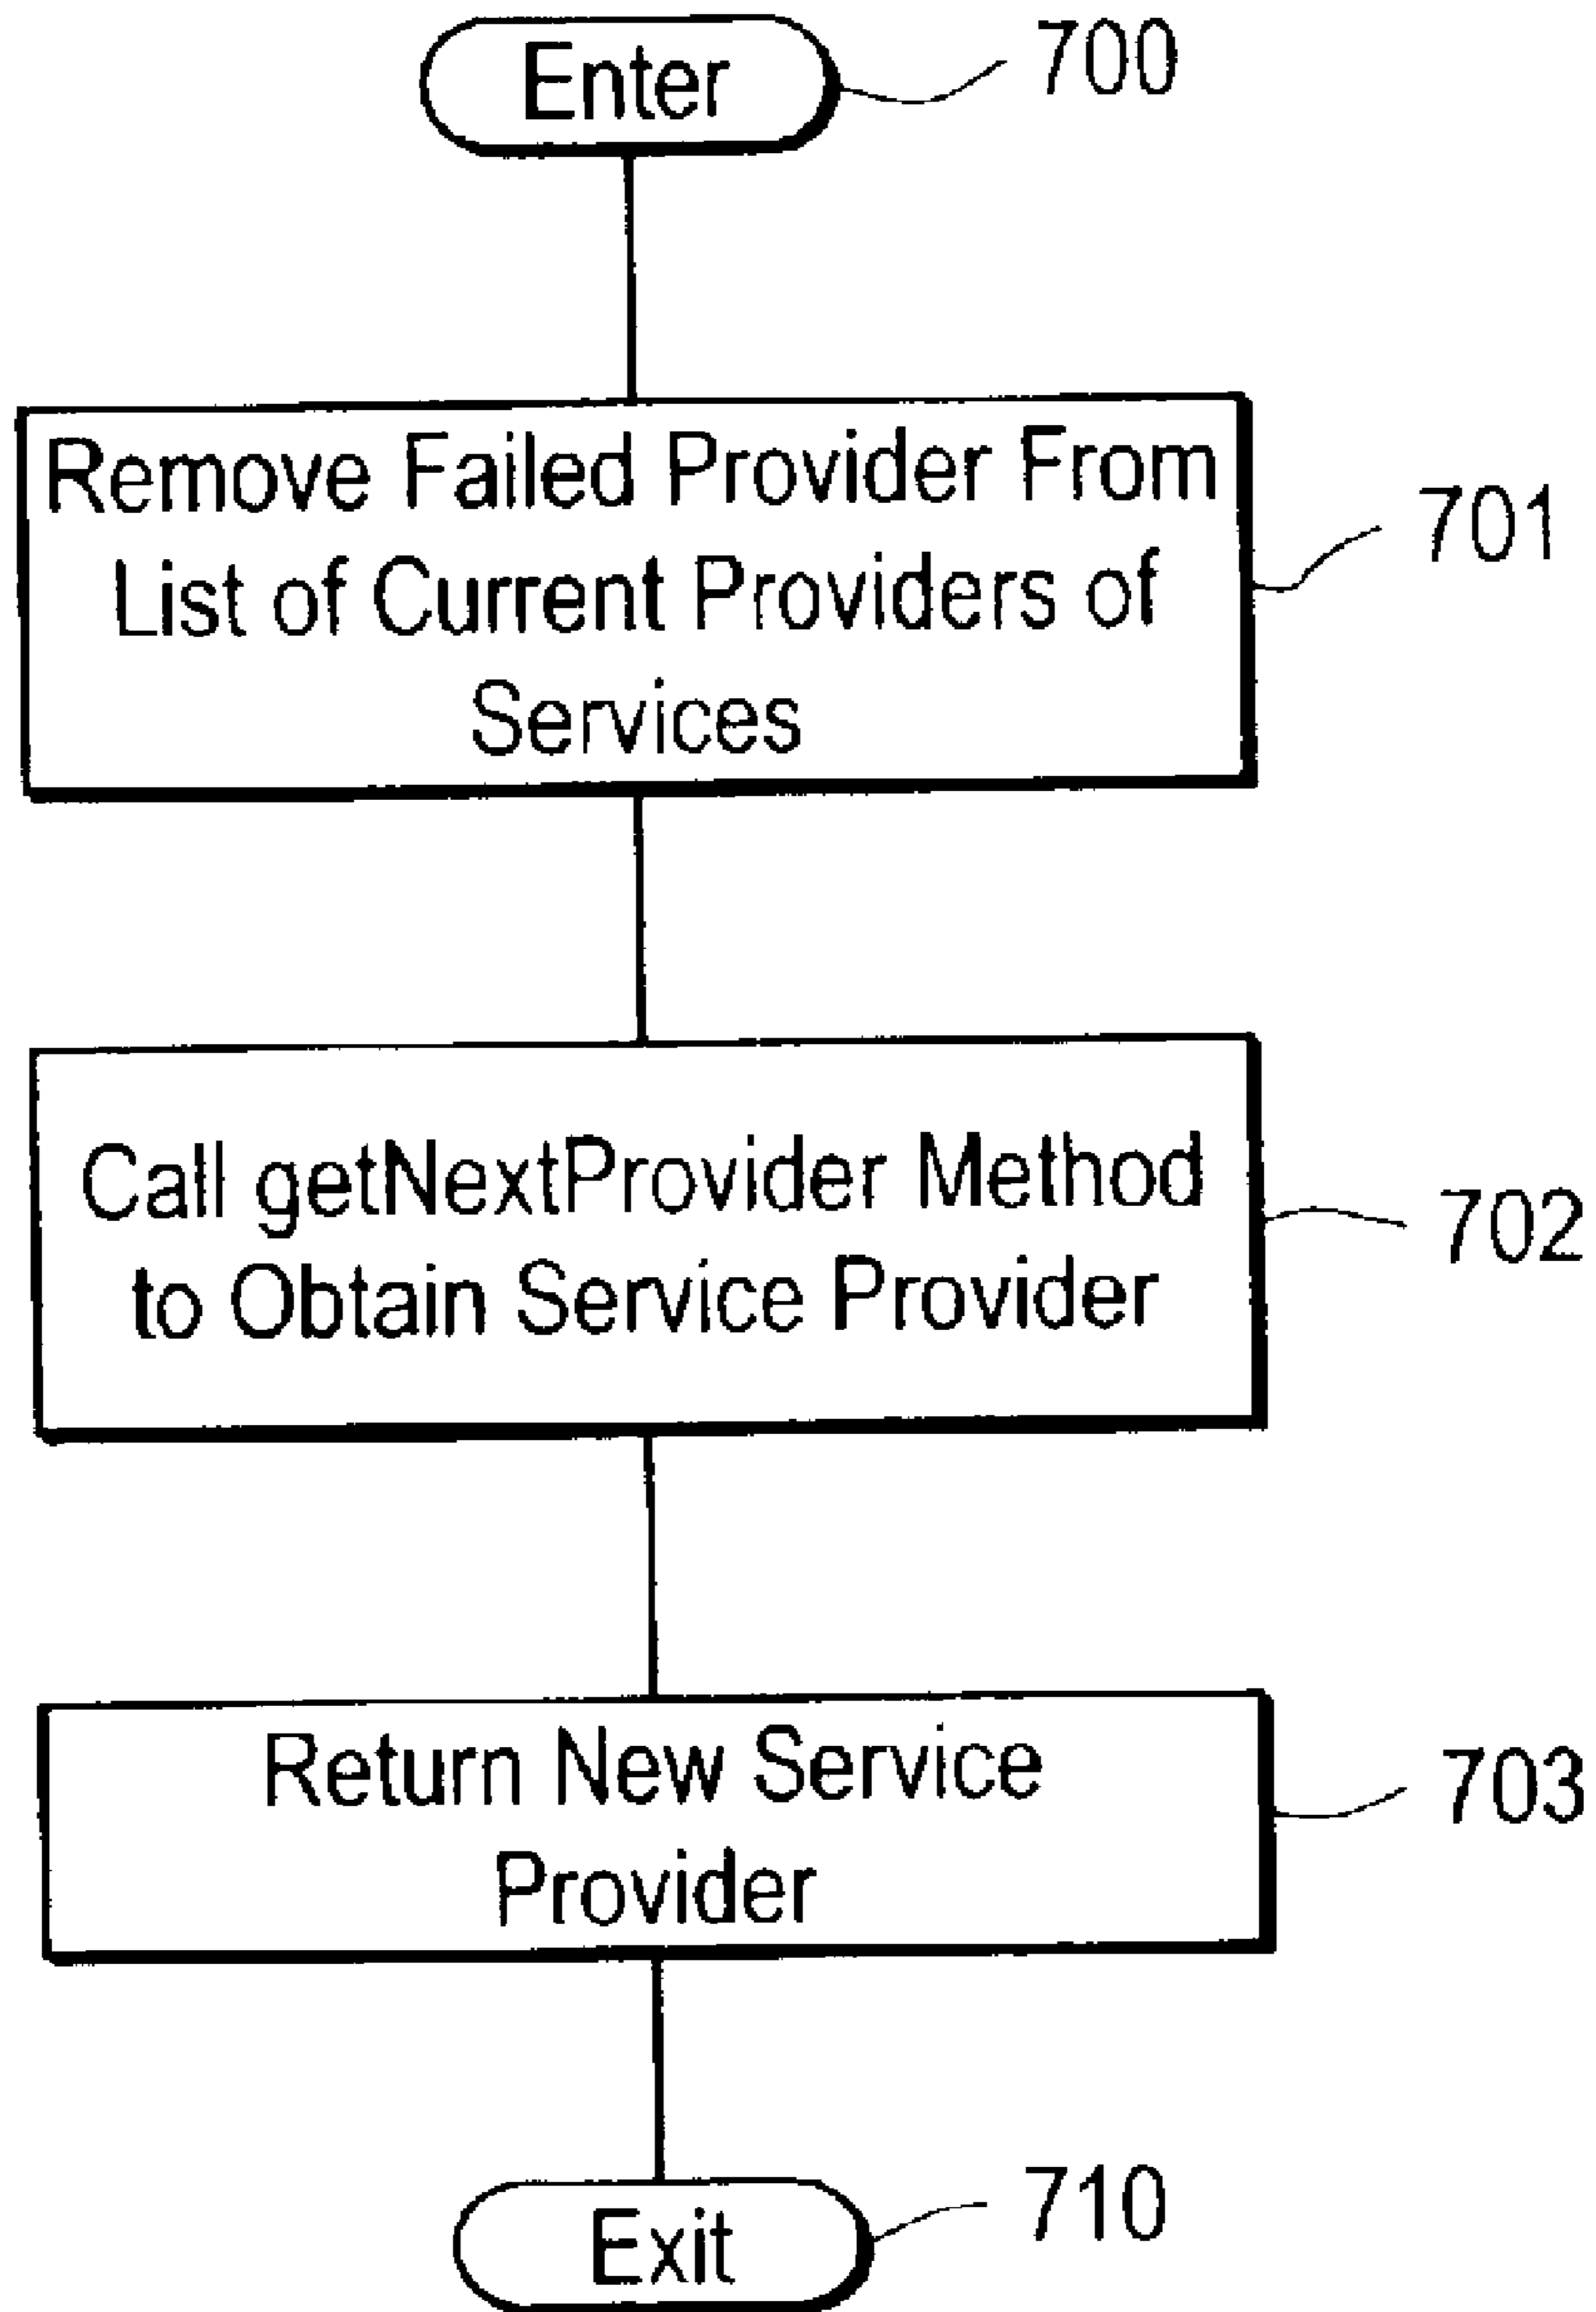 Enter
700
Remove Failed Provider From
List of Current Providers of
Services
701
Call getNextProvider Method
to Obtain Service Provider
702
Return New Service
Provider
703
Exit
710